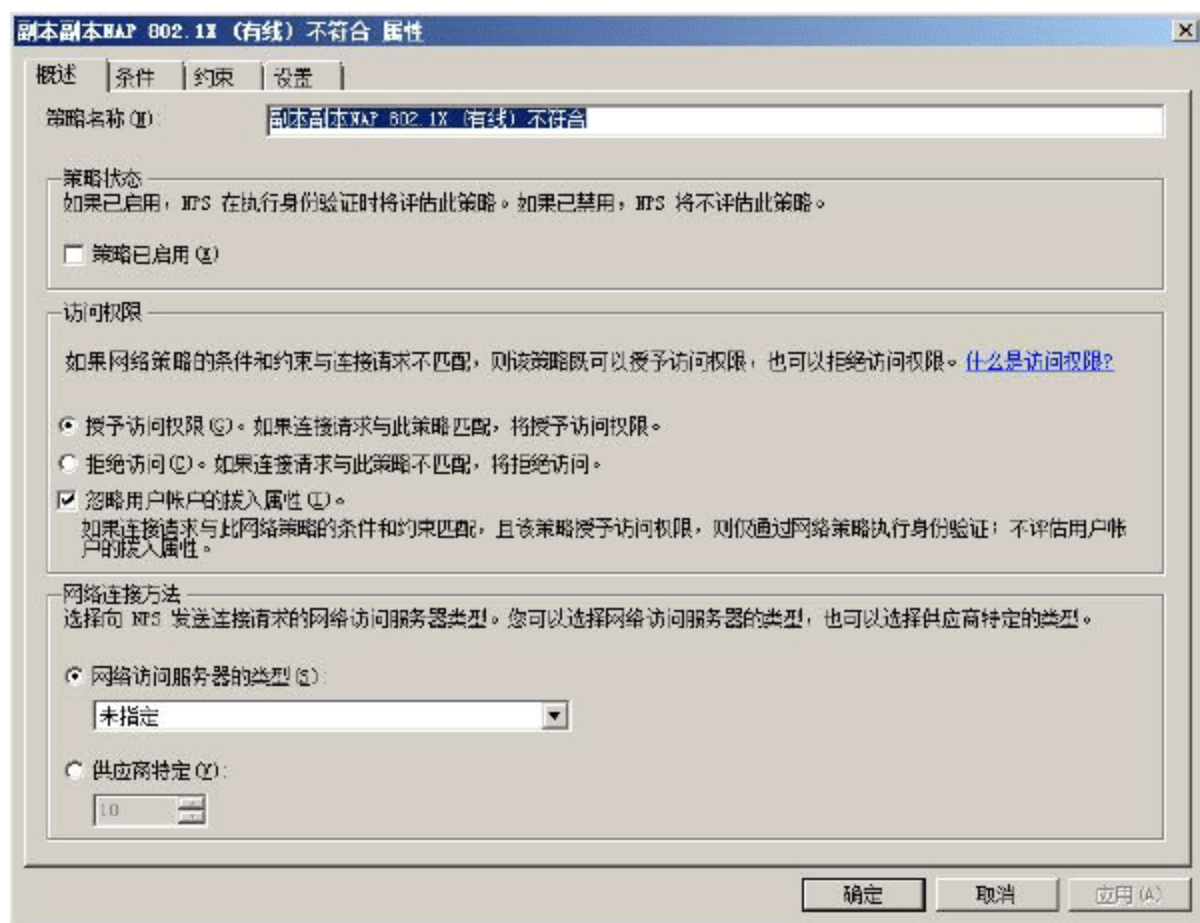 副本副本NAP 802.1X (有线) 不符合 属性
概述 条件 约束 设置
策略名称(N): 副本副本NAP 802.1X (有线) 不符合
策略状态
如果已启用，NPS 在执行身份验证时将评估此策略。如果已禁用，NPS 将不评估此策略。
策略已启用(X)
访问权限
如果网络策略的条件和约束与连接请求不匹配，则该策略既可以授予访问权限，也可以拒绝访问权限。什么是访问权限?
授予访问权限(G)。如果连接请求与此策略匹配，将授予访问权限。
拒绝访问(C)。如果连接请求与此策略不匹配，将拒绝访问。
忽略用户帐户的拨入属性(I)。
如果连接请求与此网络策略的条件和约束匹配，且该策略授予访问权限，则仅通过网络策略执行身份验证；不评估用户帐
户的拨入属性。
网络连接方法
选择向 NPS 发送连接请求的网络访问服务器类型。您可以选择网络访问服务器的类型，也可以选择供应商特定的类型。
网络访问服务器的类型(S):
未指定
供应商特定(V):
10
确定 取消 应用(A)